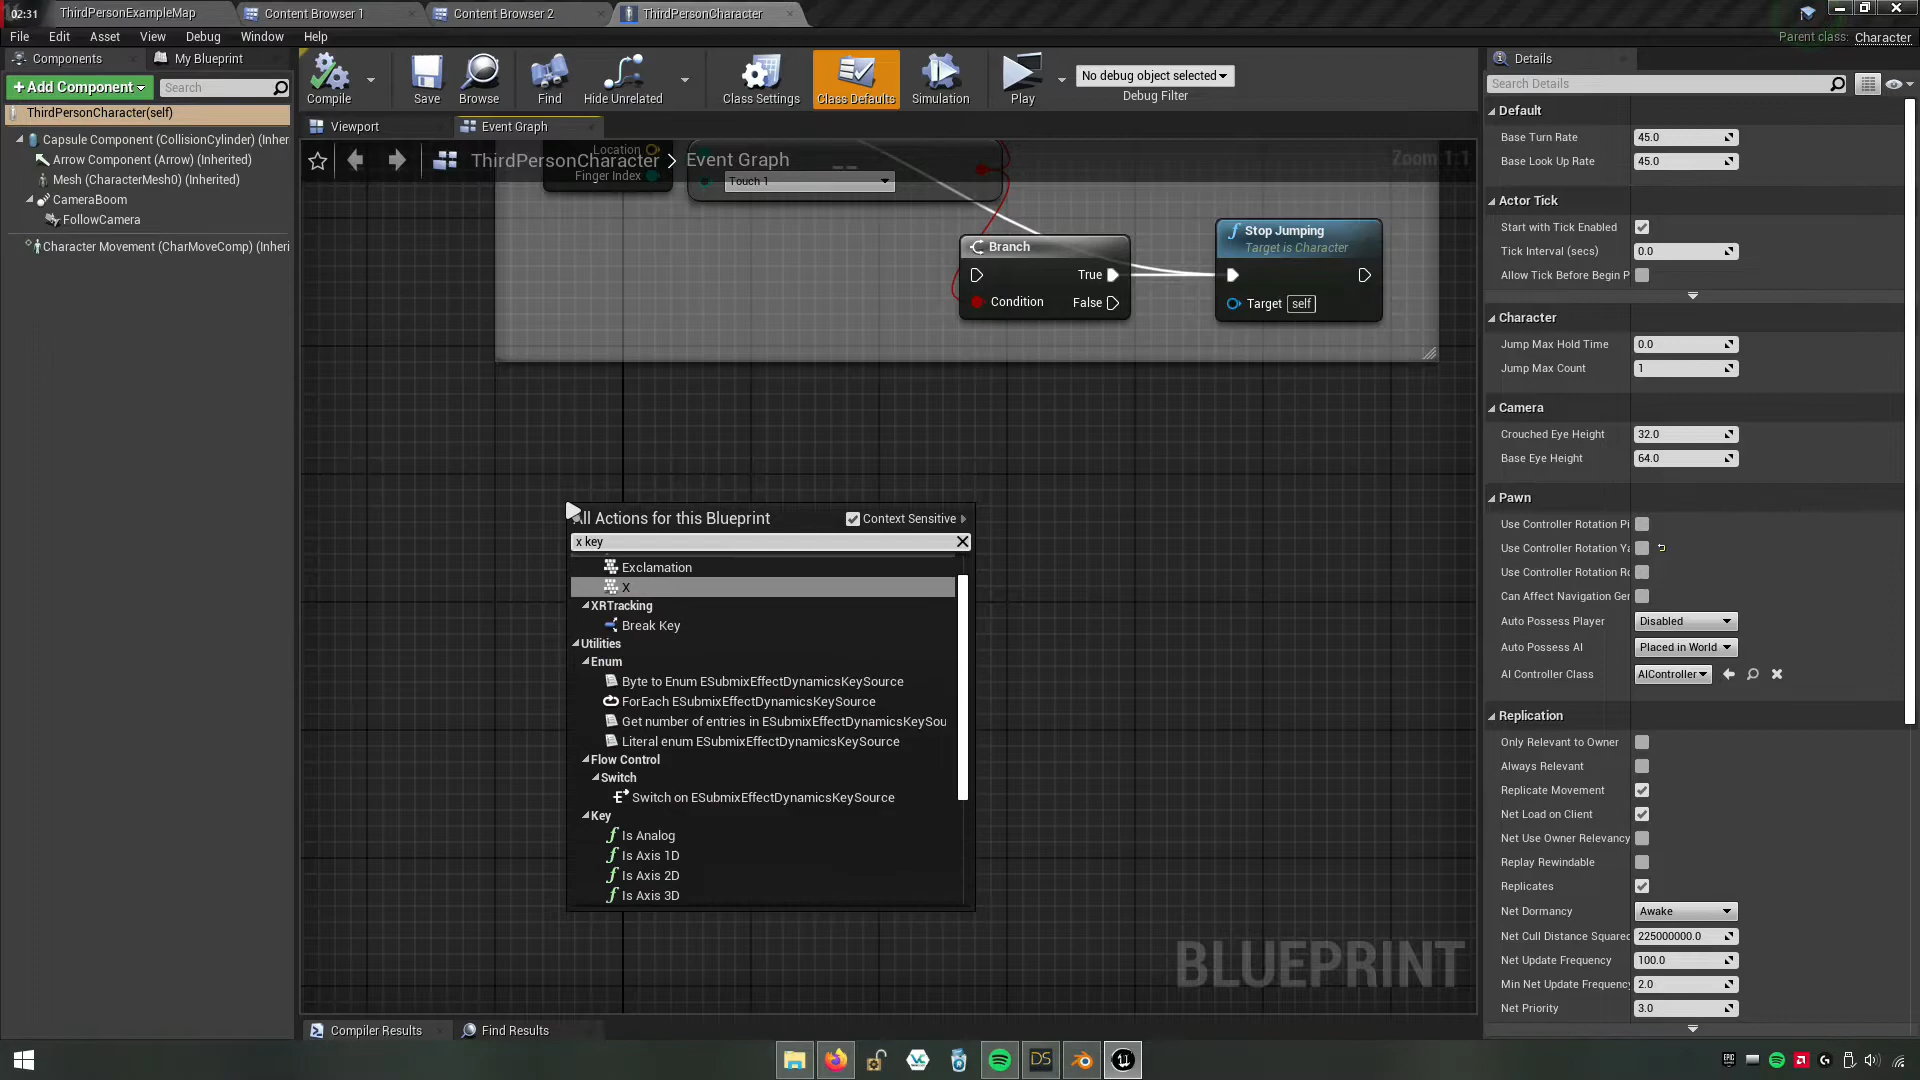 02:31
ThirdPersonExampleMap
Content Browser 1
Content Browser 2
ThirdPersonCharacter
File Edit Asset View Debug Window Help
Parent class: Character
Components
My Blueprint
+Add Component
Search
ThirdPersonCharacter(self)
Capsule Component (CollisionCylinder) (Inher
Arrow Component (Arrow) (Inherited)
Mesh (CharacterMesh0) (Inherited)
CameraBoom
FollowCamera
Character Movement (CharMoveComp) (Inheri
Compile
Save
Browse
Find
Hide Unrelated
Class Settings
Class Defaults
Simulation
Play
No debug object selected
Debug Filter
Viewport
Event Graph
ThirdPersonCharacter > Event Graph
Zoom 1:1
Location
Finger Index
Touch 1
Branch
True
Condition
False
Stop Jumping
Target is Character
Target self
All Actions for this Blueprint
Context Sensitive
x key
Exclamation
X
XRTracking
Break Key
Utilities
Enum
Byte to Enum ESubmixEffectDynamicsKeySource
ForEach ESubmixEffectDynamicsKeySource
Get number of entries in ESubmixEffectDynamicsKeySou
Literal enum ESubmixEffectDynamicsKeySource
Flow Control
Switch
Switch on ESubmixEffectDynamicsKeySource
Key
Is Analog
Is Axis 1D
Is Axis 2D
Is Axis 3D
BLUEPRINT
Compiler Results
Find Results
Details
Search Details
Default
Base Turn Rate 45.0
Base Look Up Rate 45.0
Actor Tick
Start with Tick Enabled
Tick Interval (secs) 0.0
Allow Tick Before Begin P
Character
Jump Max Hold Time 0.0
Jump Max Count 1
Camera
Crouched Eye Height 32.0
Base Eye Height 64.0
Pawn
Use Controller Rotation Pi
Use Controller Rotation Ya
Use Controller Rotation Ro
Can Affect Navigation Ger
Auto Possess Player Disabled
Auto Possess AI Placed in World
AI Controller Class AIController
Replication
Only Relevant to Owner
Always Relevant
Replicate Movement
Net Load on Client
Net Use Owner Relevancy
Replay Rewindable
Replicates
Net Dormancy Awake
Net Cull Distance Squared 225000000.0
Net Update Frequency 100.0
Min Net Update Frequency 2.0
Net Priority 3.0
DS